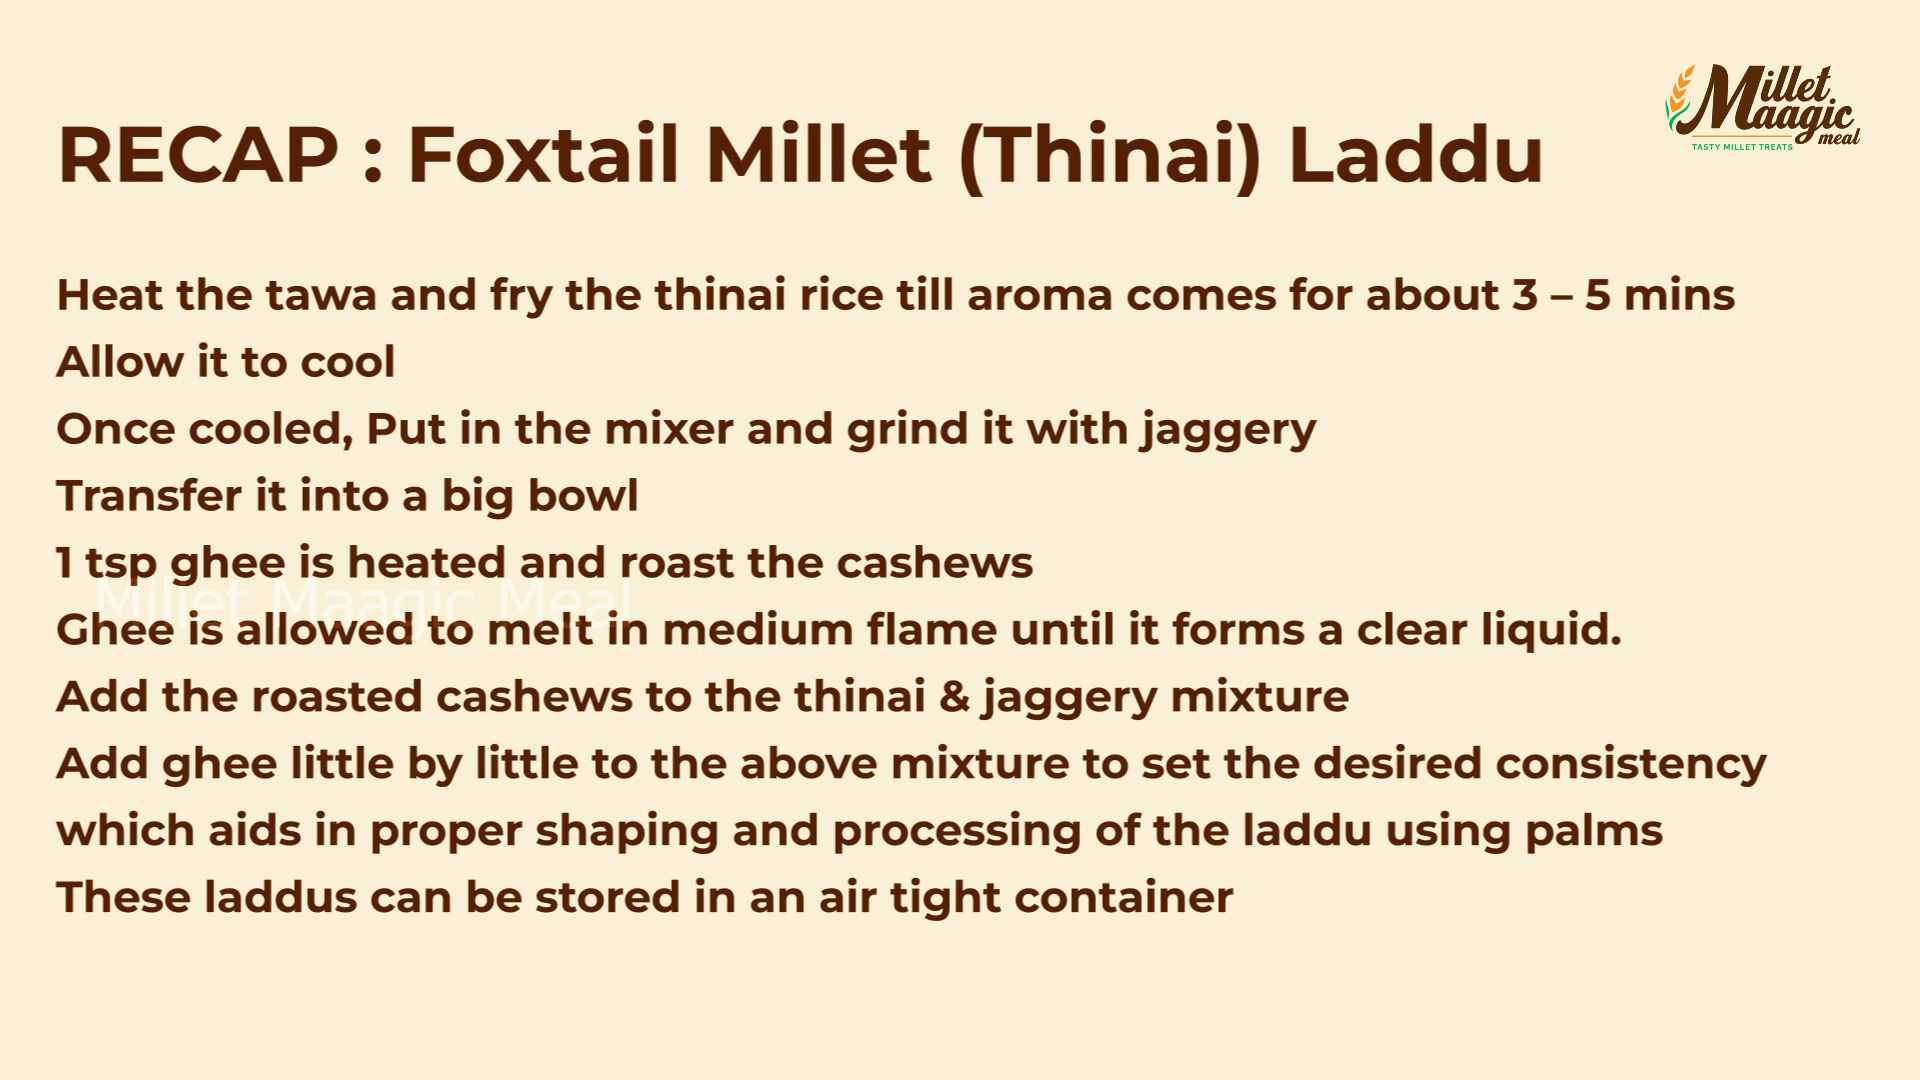 Millet
Maagic
meal
TASTY MILLET TREATS
RECAP : Foxtail Millet (Thinai) Laddu
Heat the tawa and fry the thinai rice till aroma comes for about 3 – 5 mins
Allow it to cool
Once cooled, Put in the mixer and grind it with jaggery
Transfer it into a big bowl
1 tsp ghee is heated and roast the cashews
Millet Maagic Meal
Ghee is allowed to melt in medium flame until it forms a clear liquid.
Add the roasted cashews to the thinai & jaggery mixture
Add ghee little by little to the above mixture to set the desired consistency
which aids in proper shaping and processing of the laddu using palms
These laddus can be stored in an air tight container